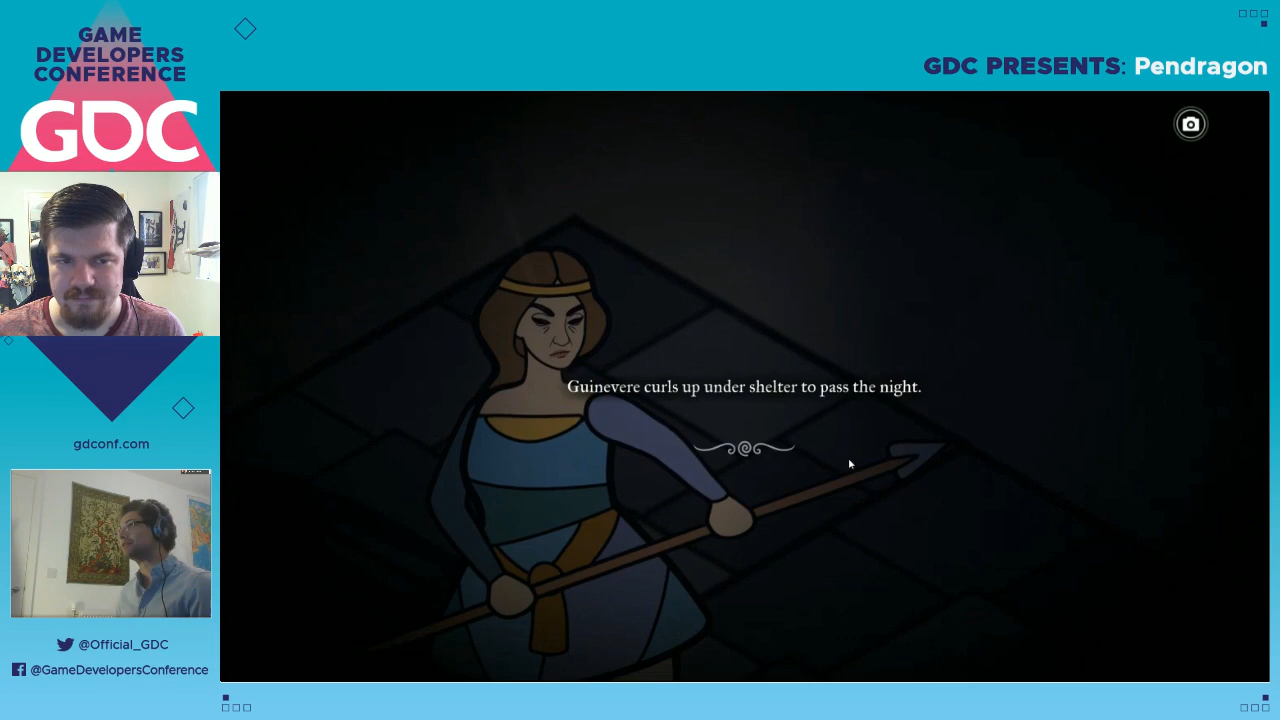 GAME
DEVELOPERS
CONFERENCE
GDC
GDC PRESENTS: Pendragon
Guinevere curls up under shelter to pass the night.
gdconf.com
@Official_GDC
@GameDevelopersConference